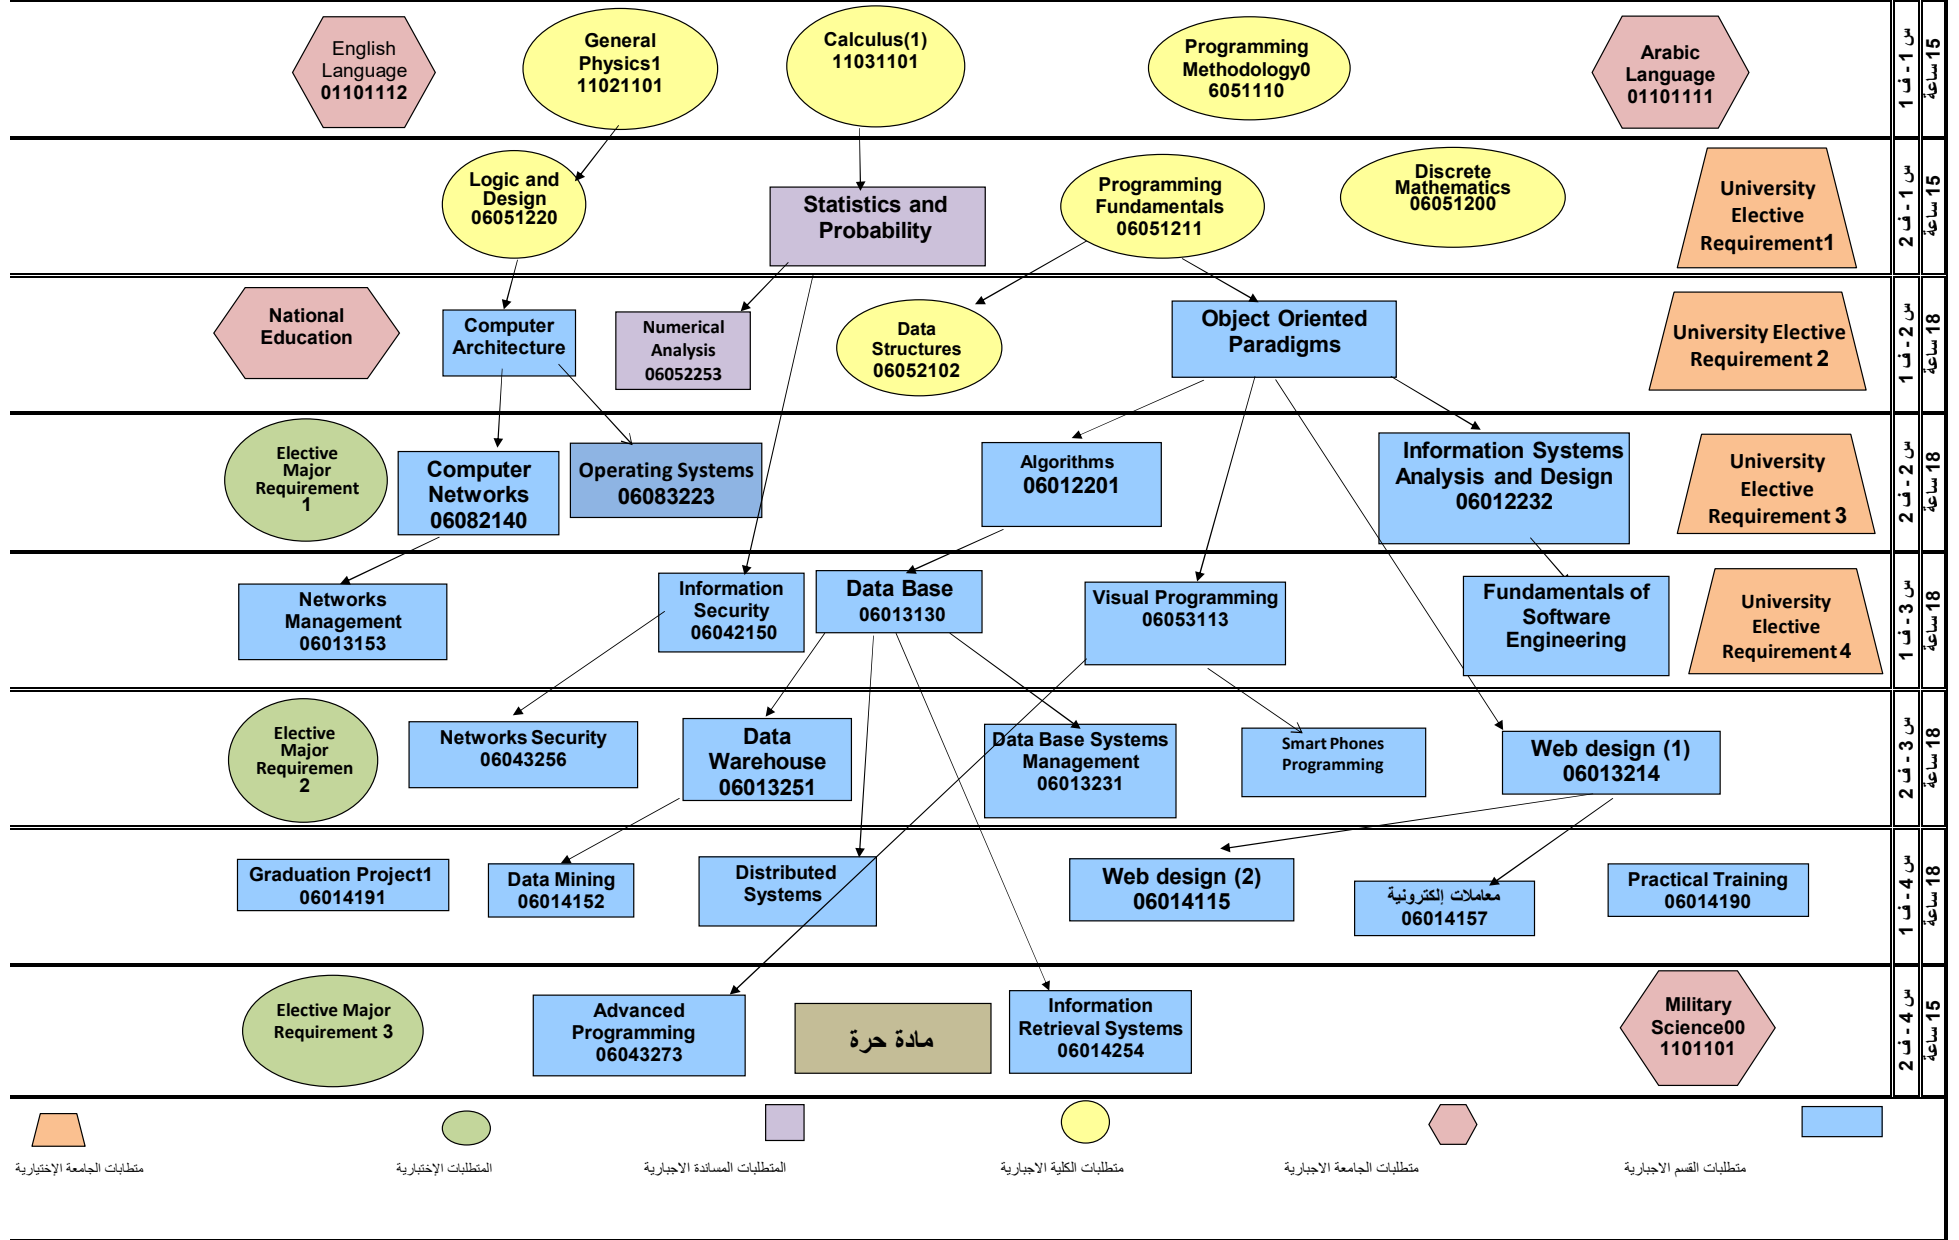 English
Language
01101112
General
Physics1
11021101
Calculus(1)
11031101
Programming
Methodology0
6051110
Arabic
Language
01101111
س 1 - ف 1
15 ساعة
Logic and
Design
06051220
Statistics and
Probability
Programming
Fundamentals
06051211
Discrete
Mathematics
06051200
University
Elective
Requirement1
س 1 - ف 2
15 ساعة
National
Education
Computer
Architecture
Numerical
Analysis
06052253
Data
Structures
06052102
Object Oriented
Paradigms
University Elective
Requirement 2
س 2 - ف 1
18 ساعة
Elective
Major
Requirement
1
Computer
Networks
06082140
Operating Systems
06083223
Algorithms
06012201
Information Systems
Analysis and Design
06012232
University
Elective
Requirement 3
س 2 - ف 2
18 ساعة
Networks
Management
06013153
Information
Security
06042150
Data Base
06013130
Visual Programming
06053113
Fundamentals of
Software
Engineering
University
Elective
Requirement 4
س 3 - ف 1
18 ساعة
Elective
Major
Requiremen
2
Networks Security
06043256
Data
Warehouse
06013251
Data Base Systems
Management
06013231
Smart Phones
Programming
Web design (1)
06013214
س 3 - ف 2
18 ساعة
Graduation Project1
06014191
Data Mining
06014152
Distributed
Systems
Web design (2)
06014115
معاملات إلكترونية
06014157
Practical Training
06014190
س 4 - ف 1
18 ساعة
Elective Major
Requirement 3
Advanced
Programming
06043273
مادة حرة
Information
Retrieval Systems
06014254
Military
Science00
1101101
س 4 - ف 2
15 ساعة
متطلبات القسم الاجبارية
متطلبات الجامعة الاجبارية
متطلبات الكلية الاجبارية
المتطلبات المساندة الاجبارية
المتطلبات الإختبارية
متطابات الجامعة الإختيارية